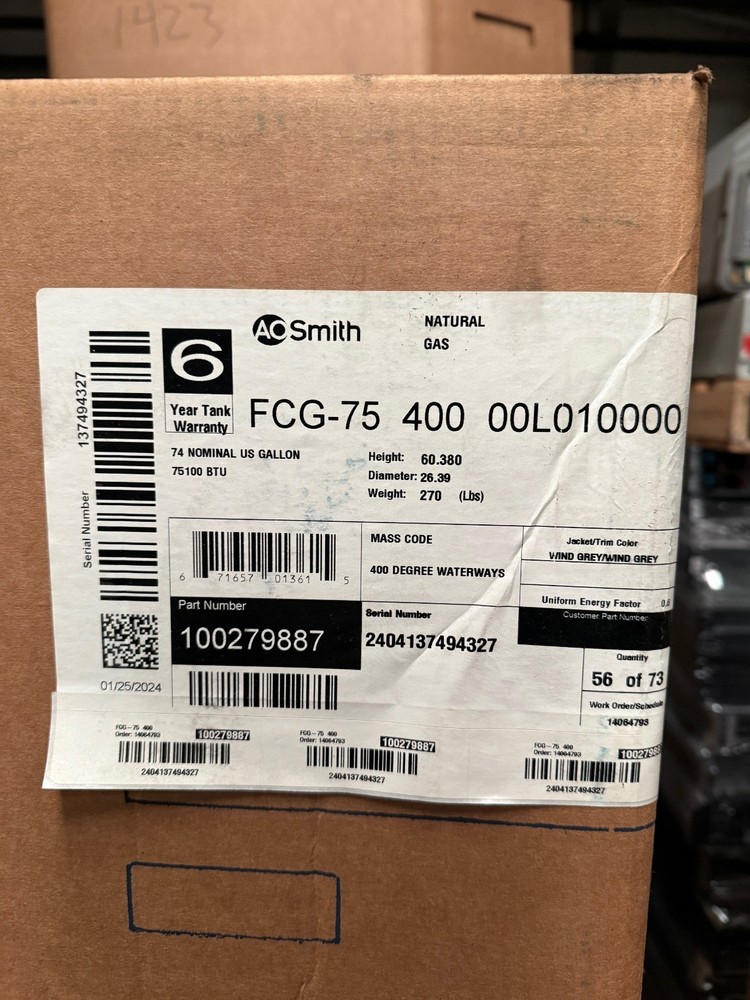 1423
137494327
Serial Number
6
Year Tank
Warranty
AO Smith
NATURAL
GAS
FCG-75 400 00L010000
74 NOMINAL US GALLON
75100 BTU
Height: 60.380
Diameter: 26.39
Weight: 270 (Lbs)
6 71657 01361 5
MASS CODE
400 DEGREE WATERWAYS
Jacket/Trim Color
WIND GREY/WIND GREY
Uniform Energy Factor
Customer Part Number
Part Number
100279887
Serial Number
2404137494327
Quantity
56 of 73
Work Order/Schedule
14064793
01/25/2024
FCG-75 400
Order: 14064793
100279887
2404137494327
FCG-75 400
Order: 14064793
100279887
2404137494327
FCG-75 400
Order: 14064793
10027988
2404137494327